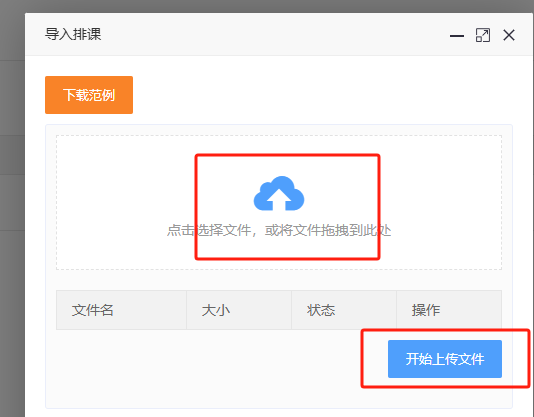 导入排课
下载范例
点击选择文件，或将文件拖拽到此处
文件名 大小 状态 操作
开始上传文件